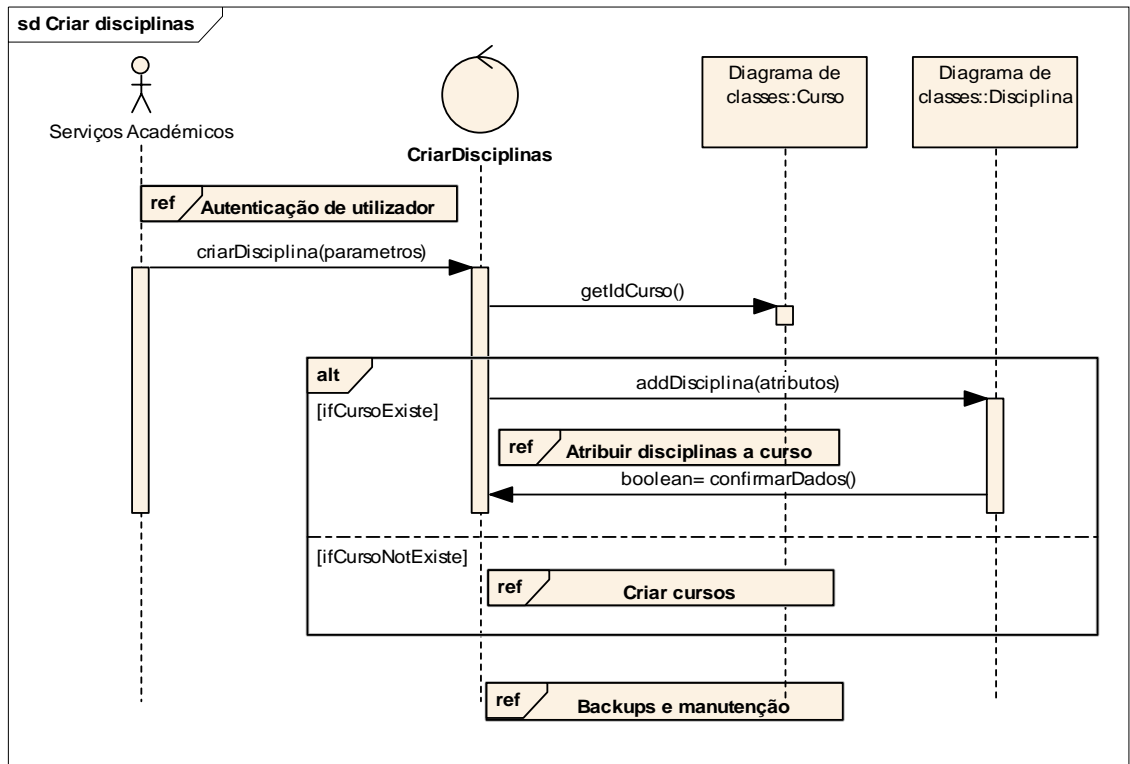 sd Criar disciplinas
Serviços Académicos
CriarDisciplinas
Diagrama de
classes::Curso
Diagrama de
classes::Disciplina
ref
Autenticação de utilizador
criarDisciplina(parametros)
getIdCurso()
alt
addDisciplina(atributos)
[ifCursoExiste]
ref
Atribuir disciplinas a curso
boolean= confirmarDados()
[ifCursoNotExiste]
ref
Criar cursos
ref
Backups e manutenção